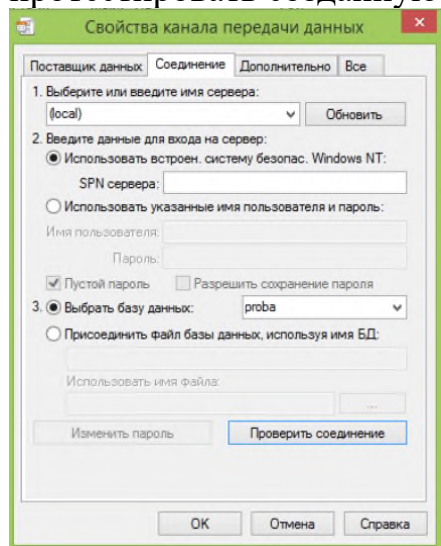 протестировать созданную
Свойства канала передачи данных
Поставщик данных Соединение Дополнительно Все
1. Выберите или введите имя сервера:
(local) Обновить
2. Введите данные для входа на сервер:
Использовать встроен. систему безопас. Windows NT:
SPN сервера:
Использовать указанные имя пользователя и пароль:
Имя пользователя:
Пароль:
Пустой пароль Разрешить сохранение пароля
3. Выбрать базу данных: proba
Присоединить файл базы данных, используя имя БД:
Использовать имя файла:
...
Изменить пароль Проверить соединение
OK Отмена Справка